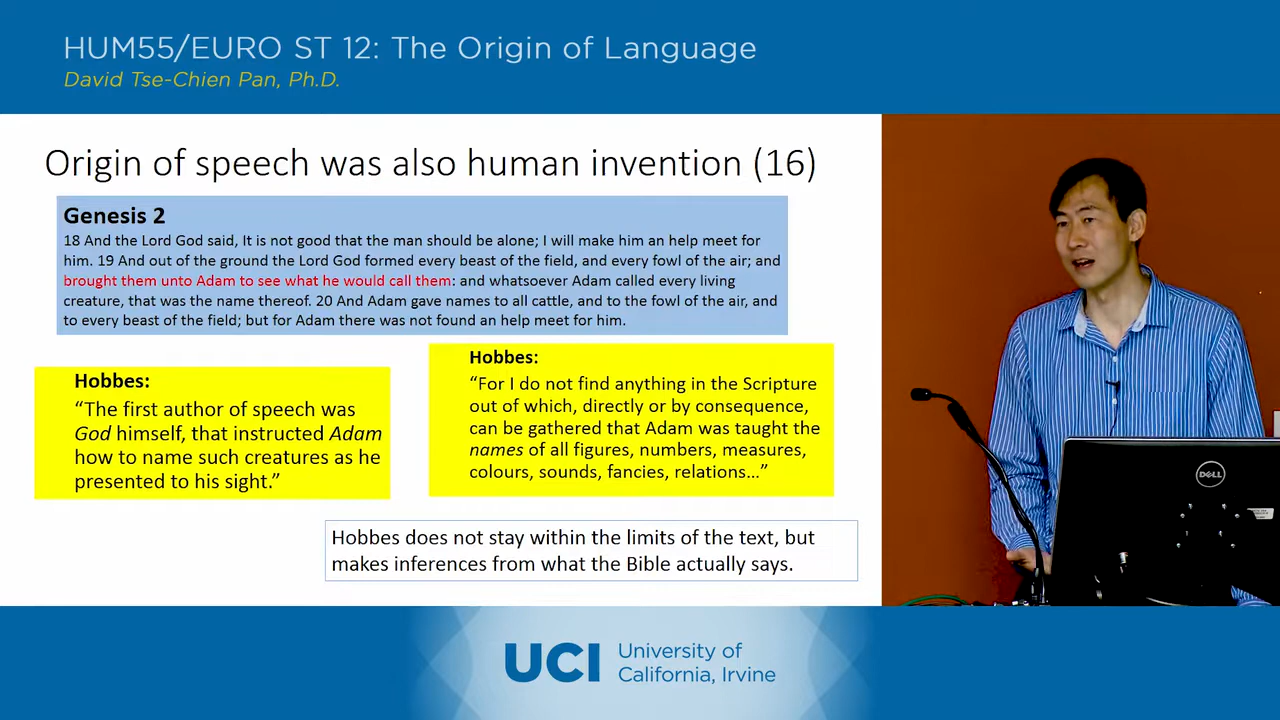 HUM55/EURO ST 12: The Origin of Language
David Tse-Chien Pan, Ph.D.
Origin of speech was also human invention (16)
Genesis 2
18 And the Lord God said, It is not good that the man should be alone; I will make him an help meet for
him. 19 And out of the ground the Lord God formed every beast of the field, and every fowl of the air; and
brought them unto Adam to see what he would call them: and whatsoever Adam called every living
creature, that was the name thereof. 20 And Adam gave names to all cattle, and to the fowl of the air, and
to every beast of the field; but for Adam there was not found an help meet for him.
Hobbes:
“The first author of speech was
God himself, that instructed Adam
how to name such creatures as he
presented to his sight.”
Hobbes:
“For I do not find anything in the Scripture
out of which, directly or by consequence,
can be gathered that Adam was taught the
names of all figures, numbers, measures,
colours, sounds, fancies, relations…”
Hobbes does not stay within the limits of the text, but
makes inferences from what the Bible actually says.
DELL
UCI
University of
California, Irvine